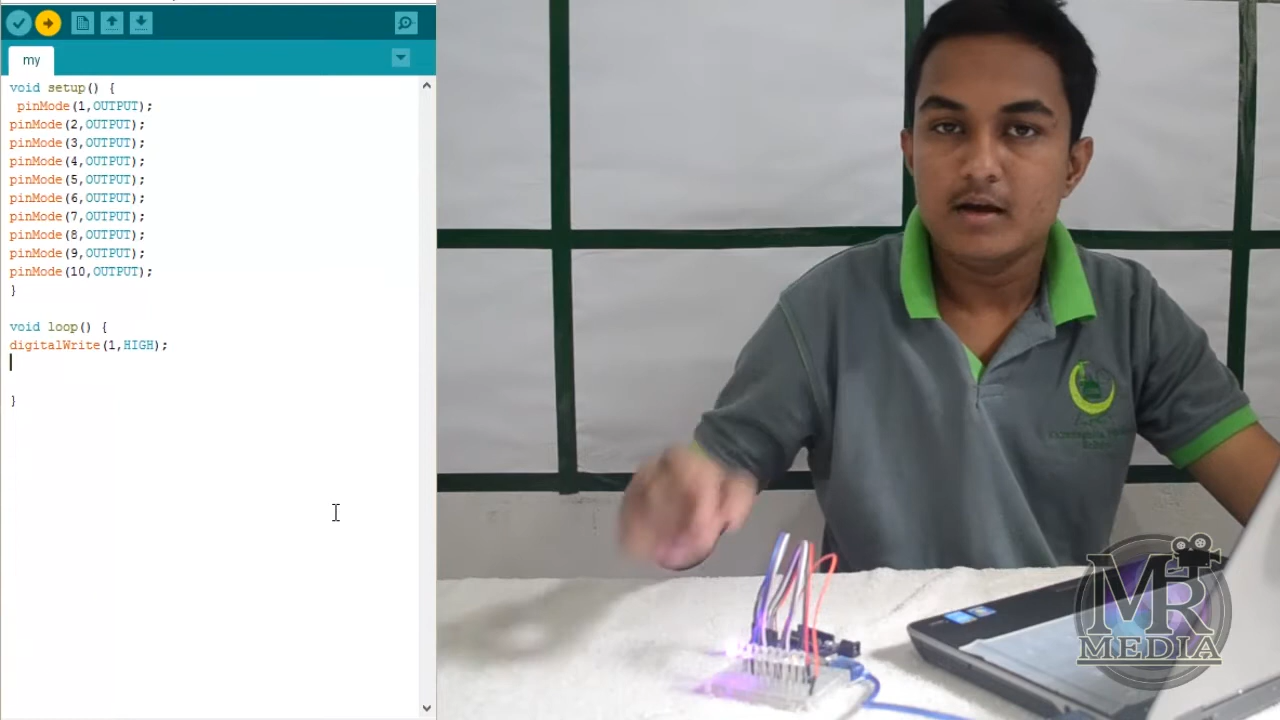 my
void setup() {
pinMode(1,OUTPUT);
pinMode(2,OUTPUT);
pinMode(3,OUTPUT);
pinMode(4,OUTPUT);
pinMode(5,OUTPUT);
pinMode(6,OUTPUT);
pinMode(7,OUTPUT);
pinMode(8,OUTPUT);
pinMode(9,OUTPUT);
pinMode(10,OUTPUT);
}
void loop() {
digitalWrite(1,HIGH);
}
MR
MEDIA